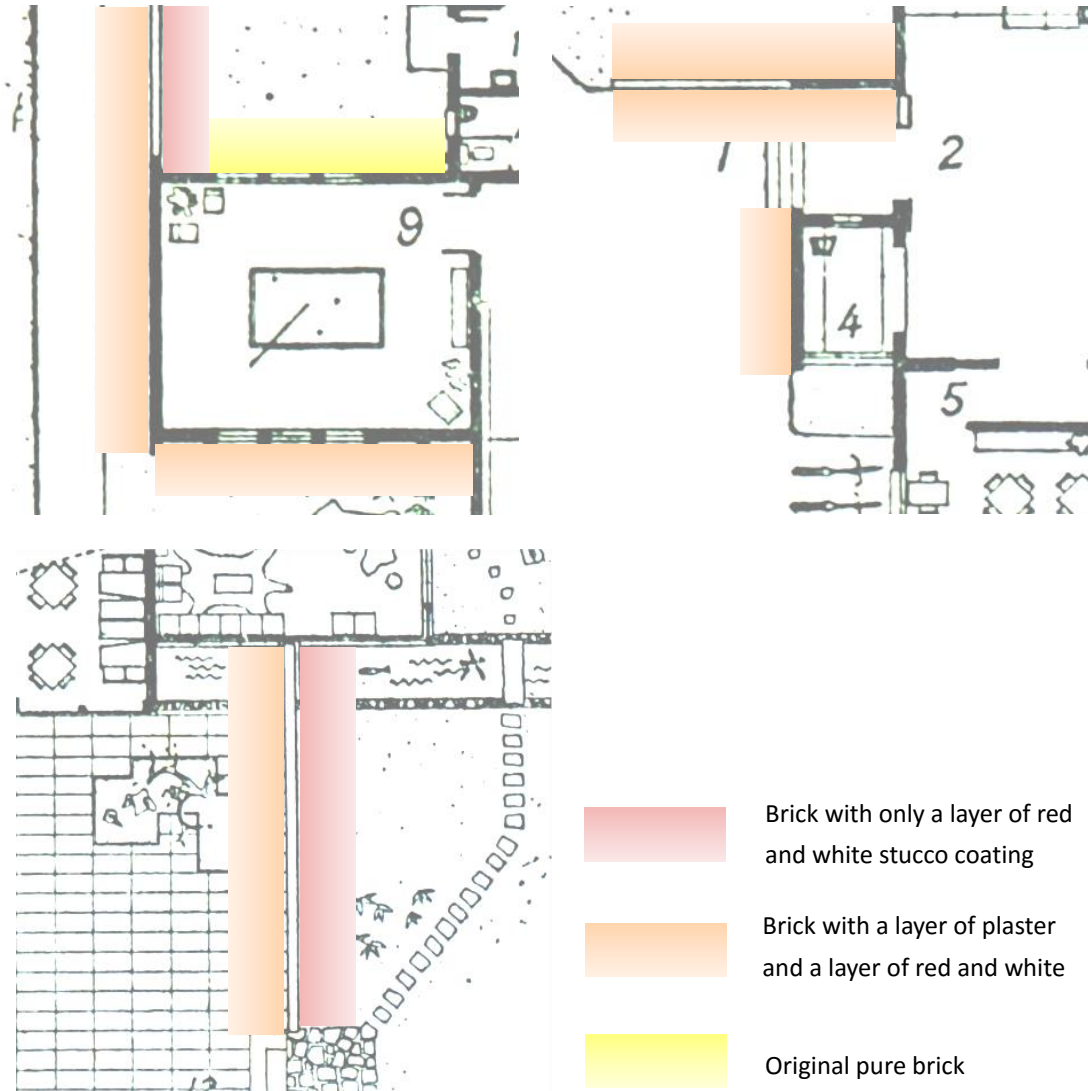 9
1
2
4
5
Brick with only a layer of red
and white stucco coating
Brick with a layer of plaster
and a layer of red and white
Original pure brick